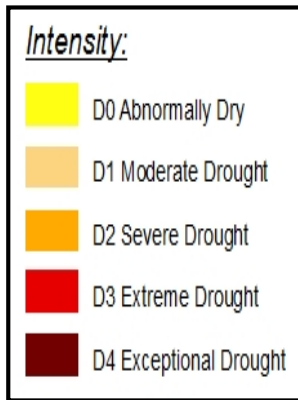 Intensity:
D0 Abnormally Dry
D1 Moderate Drought
D2 Severe Drought
D3 Extreme Drought
D4 Exceptional Drought